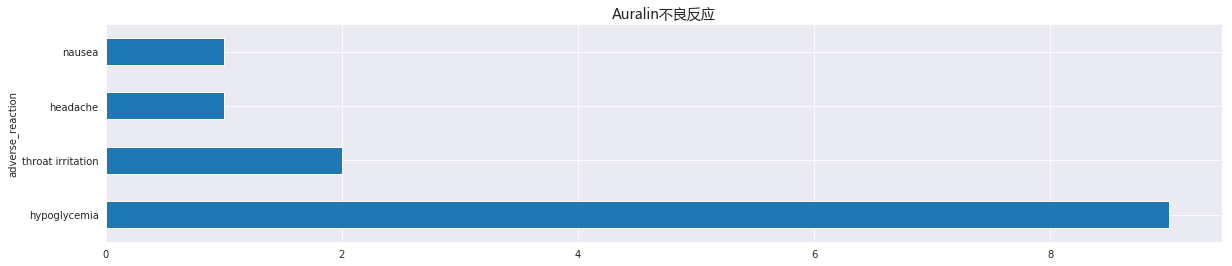 Auralin不良反应
adverse_reaction
nausea
headache
throat irritation
hypoglycemia
0 2 4 6 8